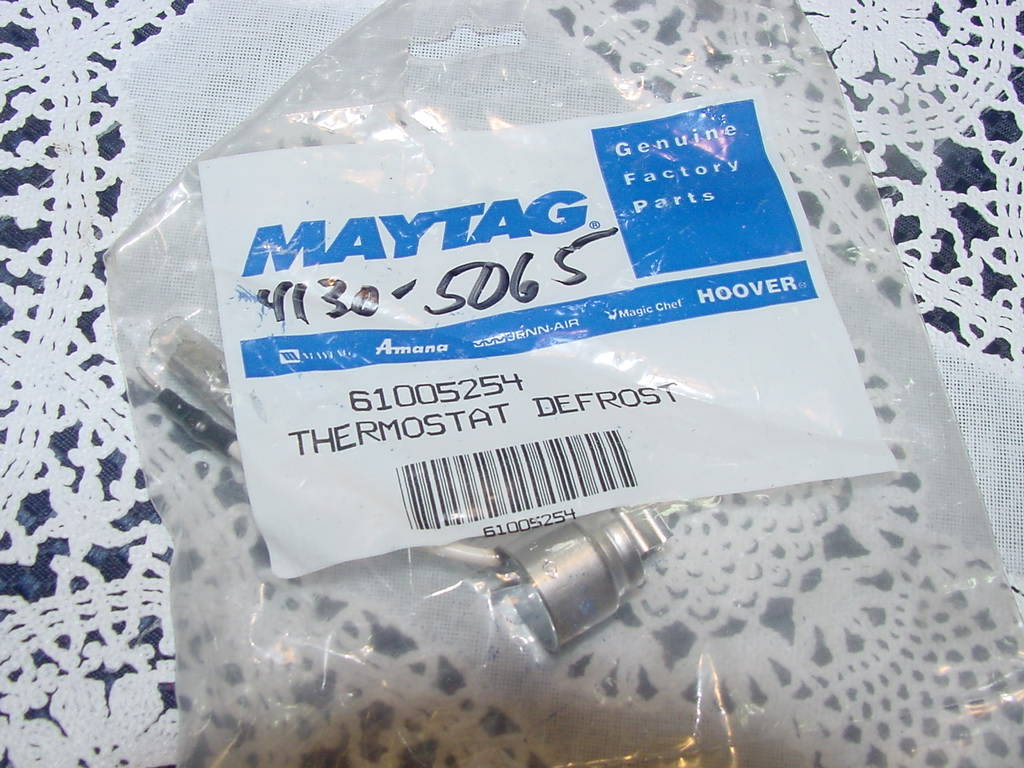 Genuine
Factory
Parts
MAYTAG®
4130-5065
MAYTAG Amana JENN-AIR Magic Chef HOOVER®
61005254
THERMOSTAT DEFROST
61005254